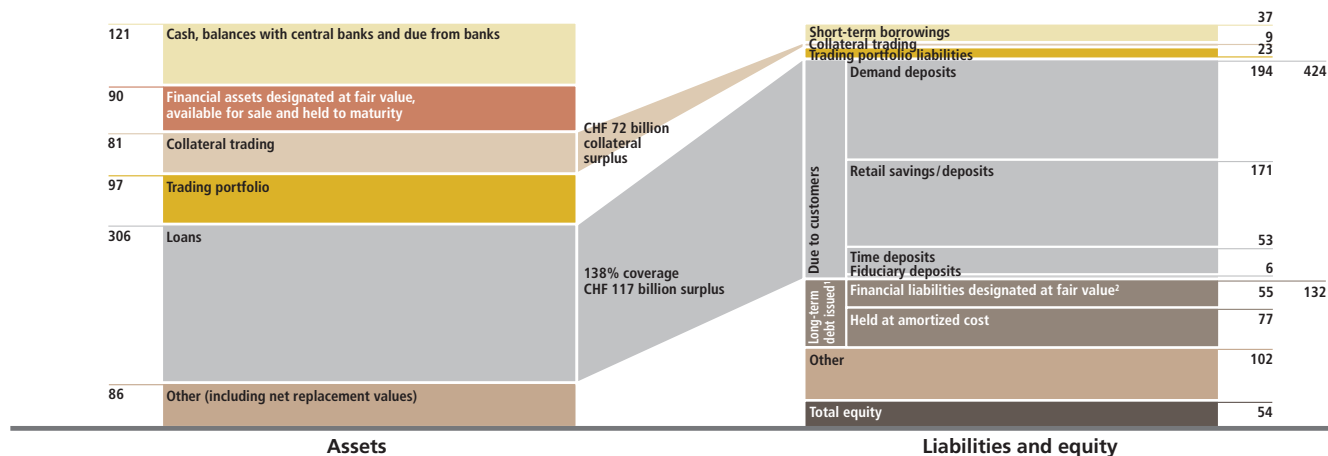 121 Cash, balances with central banks and due from banks
90 Financial assets designated at fair value,
available for sale and held to maturity
81 Collateral trading
97 Trading portfolio
306 Loans
86 Other (including net replacement values)
CHF 72 billion
collateral
surplus
138% coverage
CHF 117 billion surplus
Short-term borrowings 37
Collateral trading 9
Trading portfolio liabilities 23
Due to customers
Demand deposits 194 424
Retail savings/deposits 171
Time deposits 53
Fiduciary deposits 6
Long-term
debt issued¹
Financial liabilities designated at fair value² 55 132
Held at amortized cost 77
Other 102
Total equity 54
Assets
Liabilities and equity